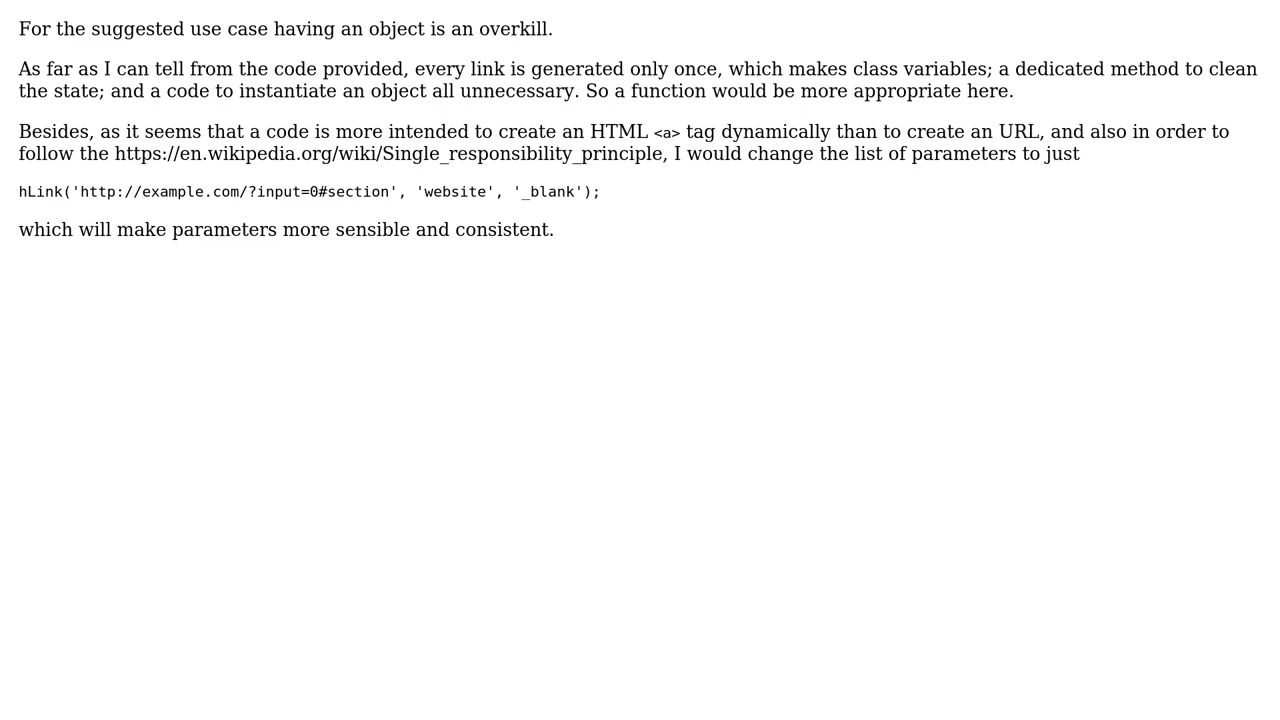 For the suggested use case having an object is an overkill.
As far as I can tell from the code provided, every link is generated only once, which makes class variables; a dedicated method to clean
the state; and a code to instantiate an object all unnecessary. So a function would be more appropriate here.
Besides, as it seems that a code is more intended to create an HTML <a> tag dynamically than to create an URL, and also in order to
follow the https://en.wikipedia.org/wiki/Single_responsibility_principle, I would change the list of parameters to just
hLink('http://example.com/?input=0#section', 'website', '_blank');
which will make parameters more sensible and consistent.